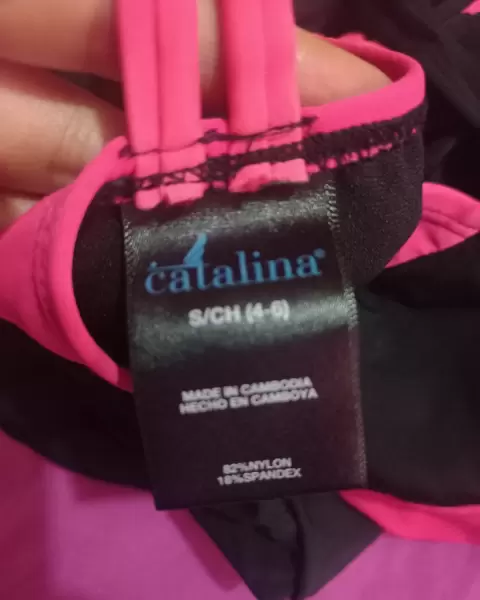 catalina®
S/CH (4-6)
MADE IN CAMBODIA
HECHO EN CAMBOYA
82%NYLON
18%SPANDEX